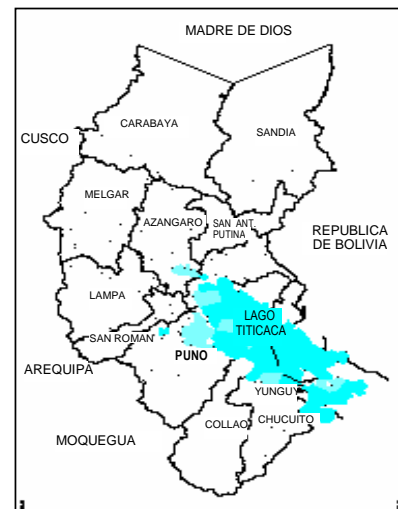 MADRE DE DIOS
CARABAYA
SANDIA
CUSCO
MELGAR
AZANGARO
SAN ANT.
PUTINA
REPUBLICA
DE BOLIVIA
LAMPA
LAGO
TITICACA
SAN ROMAN
PUNO
AREQUIPA
YUNGUY
COLLAO
CHUCUITO
MOQUEGUA